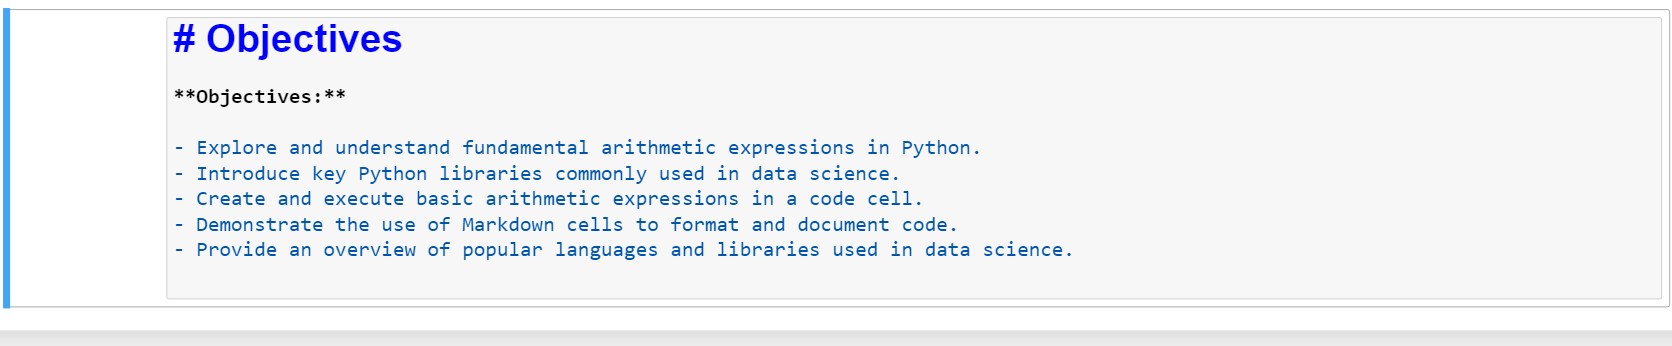 # Objectives
**Objectives:**
- Explore and understand fundamental arithmetic expressions in Python.
- Introduce key Python libraries commonly used in data science.
- Create and execute basic arithmetic expressions in a code cell.
- Demonstrate the use of Markdown cells to format and document code.
- Provide an overview of popular languages and libraries used in data science.